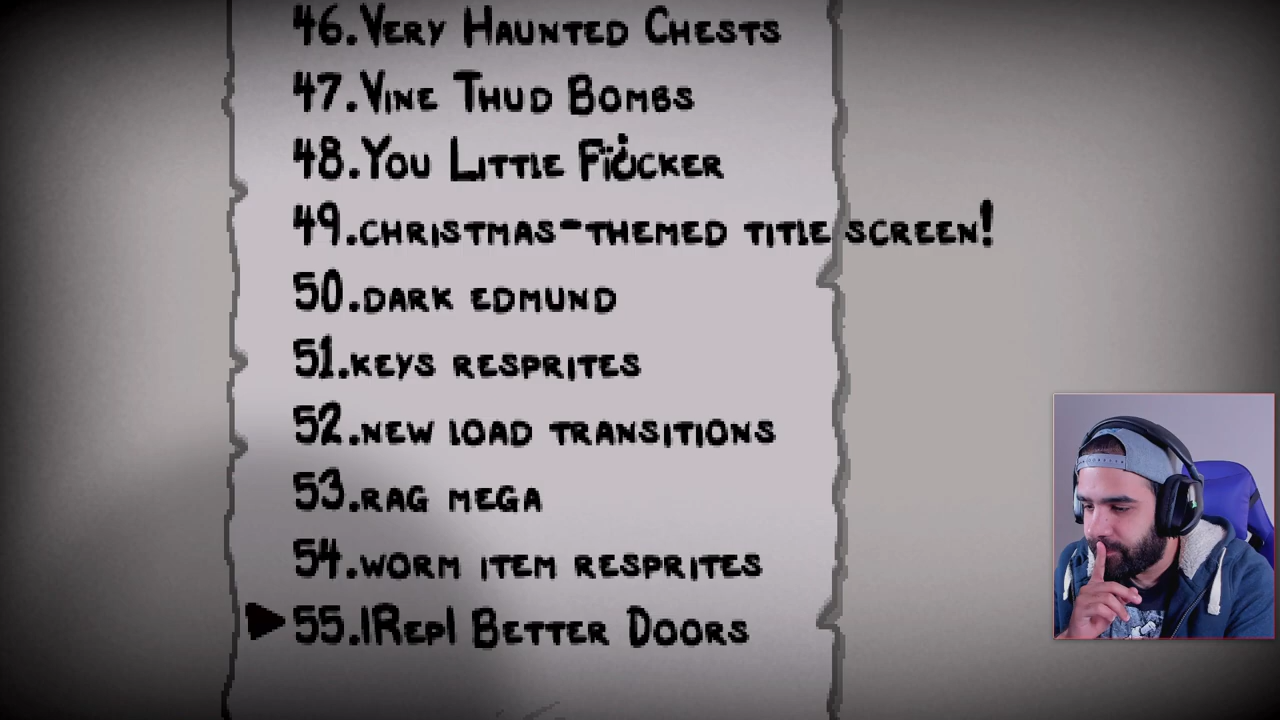 46.Very Haunted Chests
47.Vine Thud Bombs
48.You Little Fïöcker
49.christmas-themed title screen!
50.dark edmund
51.keys resprites
52.new load transitions
53.rag mega
54.worm item resprites
55.|Rep| Better Doors